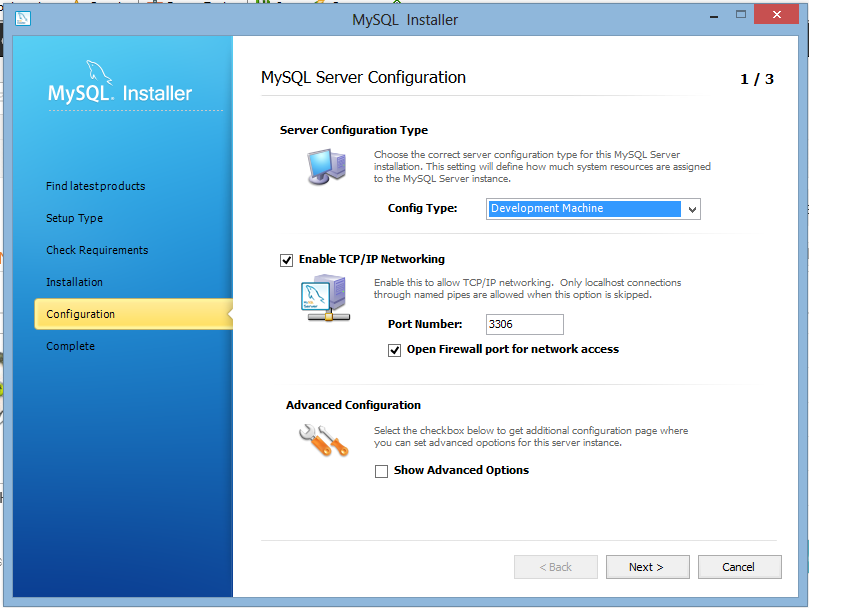 MySQL Installer
MySQL Installer
Find latest products
Setup Type
Check Requirements
Installation
Configuration
Complete
MySQL Server Configuration
1 / 3
Server Configuration Type
Choose the correct server configuration type for this MySQL Server
installation. This setting will define how much system resources are assigned
to the MySQL Server instance.
Config Type:
Development Machine
Enable TCP/IP Networking
Enable this to allow TCP/IP networking. Only localhost connections
through named pipes are allowed when this option is skipped.
Port Number:
3306
Open Firewall port for network access
Advanced Configuration
Select the checkbox below to get additional configuration page where
you can set advanced opotions for this server instance.
Show Advanced Options
< Back
Next >
Cancel